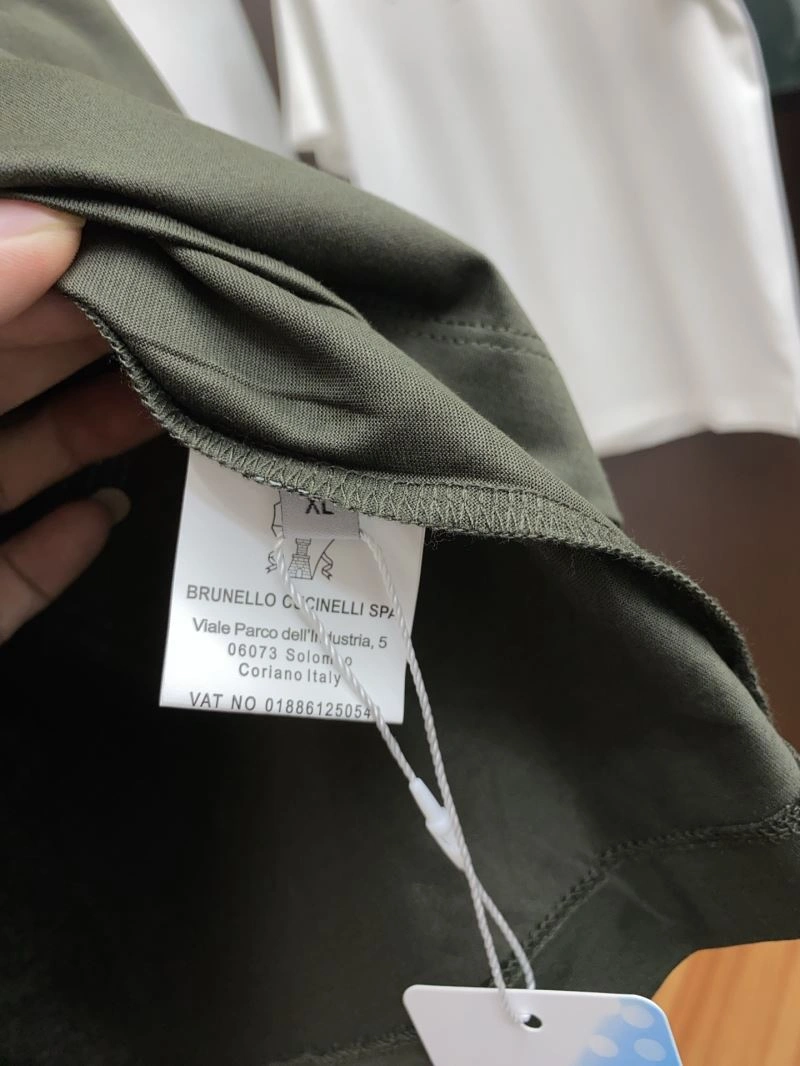 XL
BRUNELLO CUCINELLI SPA
Viale Parco dell'Industria, 5
06073 Solomeo
Coriano Italy
VAT NO 01886125054